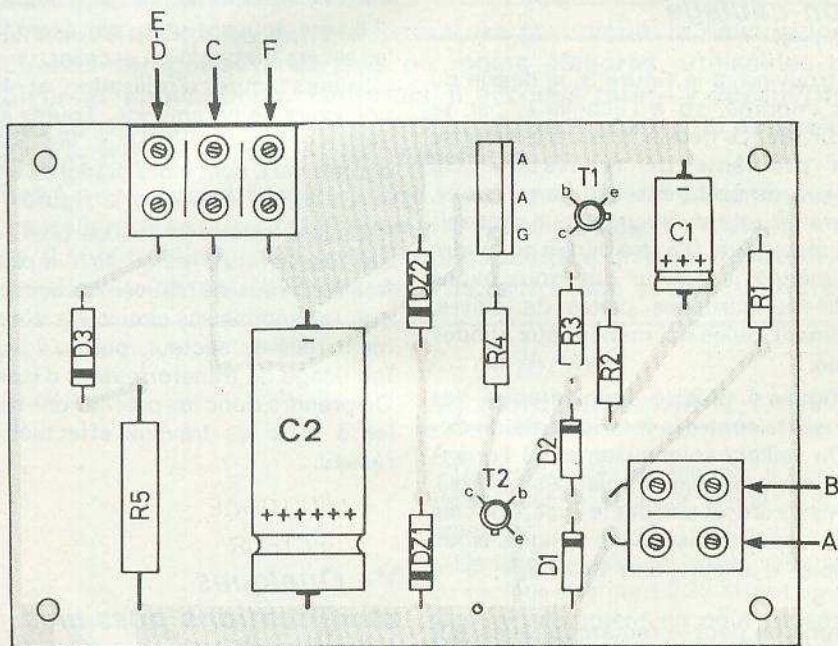 E-D C F
A
A
G
T1
b e
c
-
C1
+++
R1
DZ2
D3
R4
R3
R2
-
C2
++++++
R5
D2
T2
c b
e
DZ1
D1
B
A